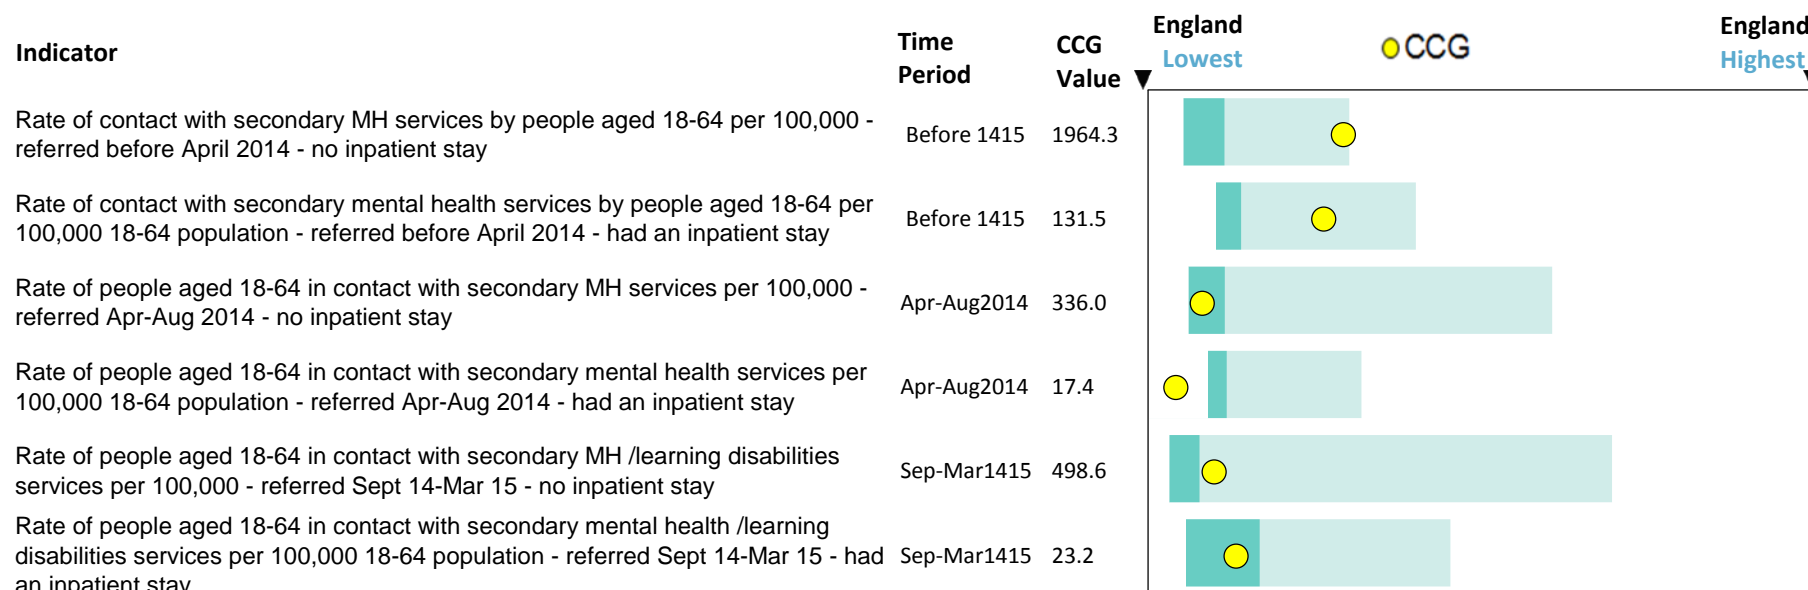 Indicator
Time Period
CCG Value
England Lowest
CCG
England Highest
Rate of contact with secondary MH services by people aged 18-64 per 100,000 -
referred before April 2014 - no inpatient stay
Before 1415 1964.3
Rate of contact with secondary mental health services by people aged 18-64 per
100,000 18-64 population - referred before April 2014 - had an inpatient stay
Before 1415 131.5
Rate of people aged 18-64 in contact with secondary MH services per 100,000 -
referred Apr-Aug 2014 - no inpatient stay
Apr-Aug2014 336.0
Rate of people aged 18-64 in contact with secondary mental health services per
100,000 18-64 population - referred Apr-Aug 2014 - had an inpatient stay
Apr-Aug2014 17.4
Rate of people aged 18-64 in contact with secondary MH /learning disabilities
services per 100,000 - referred Sept 14-Mar 15 - no inpatient stay
Sep-Mar1415 498.6
Rate of people aged 18-64 in contact with secondary mental health /learning
disabilities services per 100,000 18-64 population - referred Sept 14-Mar 15 - had
an inpatient stay
Sep-Mar1415 23.2